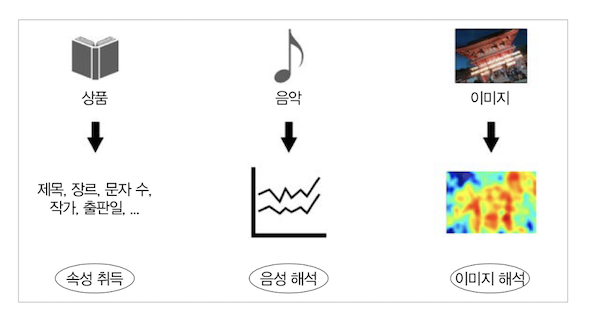 상품
음악
이미지
제목, 장르, 문자 수,
작가, 출판일, ...
속성 취득
음성 해석
이미지 해석